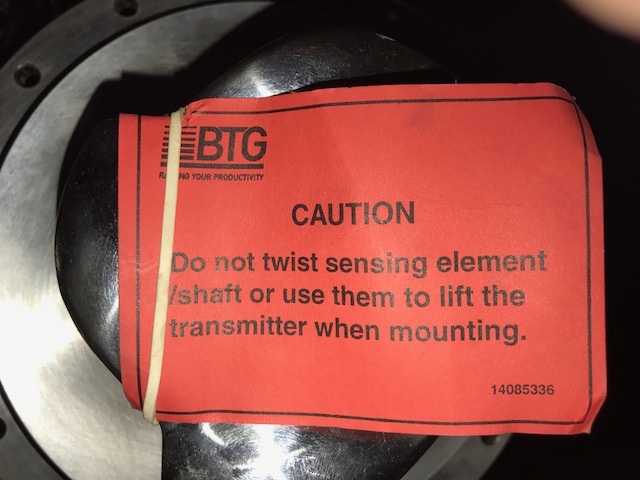 BTG
YOUR PRODUCTIVITY
CAUTION
Do not twist sensing element
/shaft or use them to lift the
transmitter when mounting.
14085336